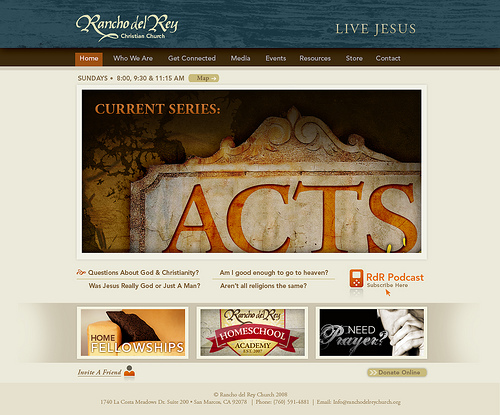 Rancho del Rey
Christian Church
LIVE JESUS
Home Who We Are Get Connected Media Events Resources Store Contact
SUNDAYS • 8:00, 9:30 & 11:15 AM Map →
CURRENT SERIES:
ACTS
Questions About God & Christianity? Am I good enough to go to heaven?
Was Jesus Really God or Just A Man? Aren't all religions the same?
RdR Podcast
Subscribe Here
HOME
FELLOWSHIPS
Rancho del Rey
HOMESCHOOL
ACADEMY
EST. 2007
NEED
Prayer?
Invite A Friend
Donate Online
© Rancho del Rey Church 2008
1740 La Costa Meadows Dr. Suite 200 • San Marcos, CA 92078 | Phone: (760) 591-4881 | Email: Info@ranchodelreychurch.org